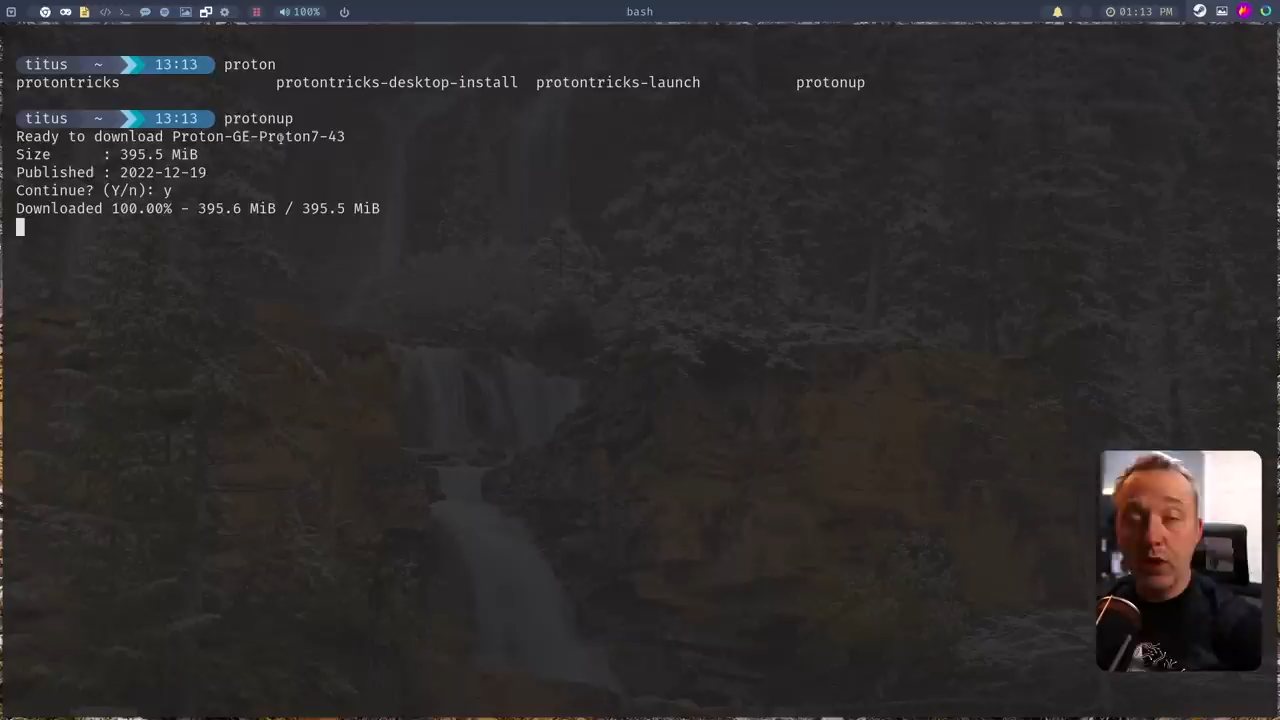 100%
bash
01:13 PM
titus ~ 13:13 proton
protontricks protontricks-desktop-install protontricks-launch protonup
titus ~ 13:13 protonup
Ready to download Proton-GE-Proton7-43
Size : 395.5 MiB
Published : 2022-12-19
Continue? (Y/n): y
Downloaded 100.00% - 395.6 MiB / 395.5 MiB